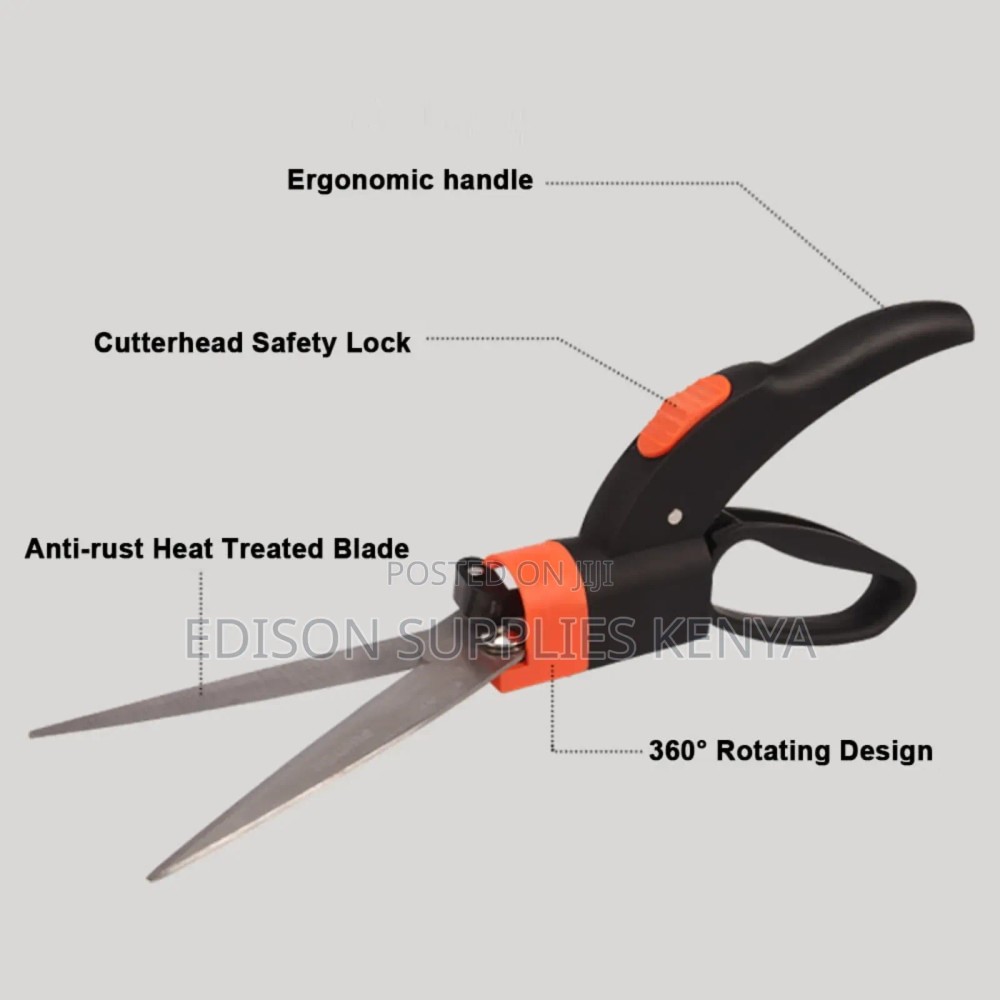 Ergonomic handle
Cutterhead Safety Lock
Anti-rust Heat Treated Blade
POSTED ON JIJI
EDISON SUPPLIES KENYA
360° Rotating Design